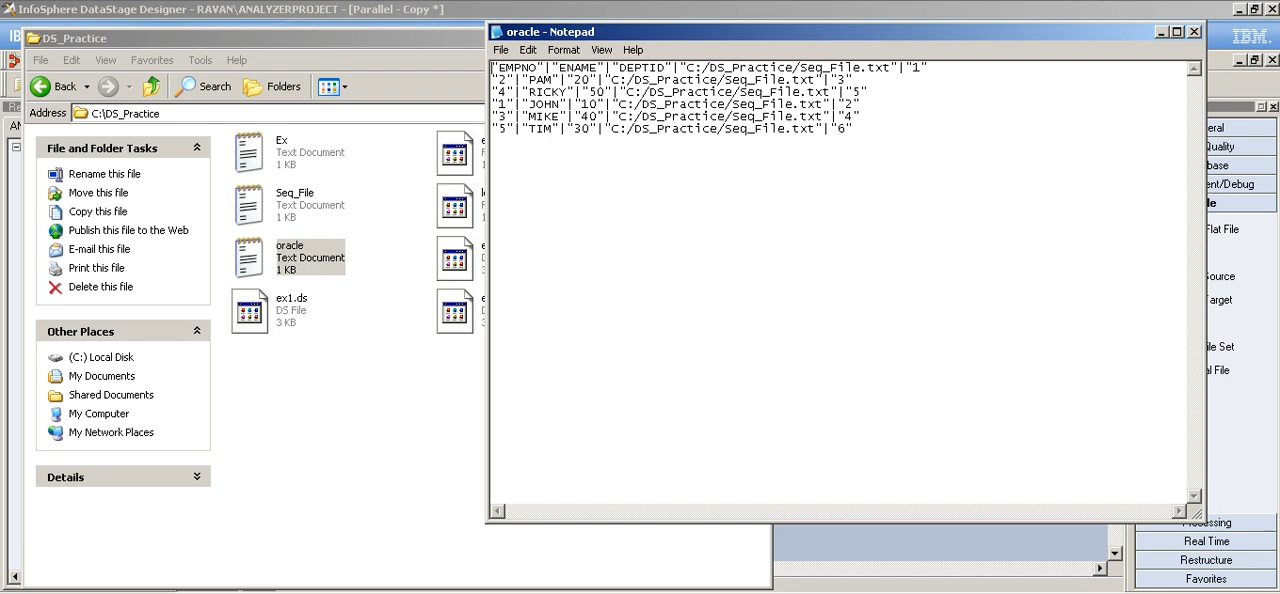 InfoSphere DataStage Designer - RAVAN\ANALYZERPROJECT - [Parallel - Copy *]
IBM.
DS_Practice
File Edit View Favorites Tools Help
Back Search Folders
Address C:\DS_Practice
File and Folder Tasks
Rename this file
Move this file
Copy this file
Publish this file to the Web
E-mail this file
Print this file
Delete this file
Other Places
(C:) Local Disk
My Documents
Shared Documents
My Computer
My Network Places
Details
Ex
Text Document
1 KB
Seq_File
Text Document
1 KB
oracle
Text Document
1 KB
ex1.ds
DS File
3 KB
oracle - Notepad
File Edit Format View Help
"EMPNO"|"ENAME"|"DEPTID"|"C:/DS_Practice/Seq_File.txt"|"1"
"2"|"PAM"|"20"|"C:/DS_Practice/Seq_File.txt"|"3"
"4"|"RICKY"|"50"|"C:/DS_Practice/Seq_File.txt"|"5"
"1"|"JOHN"|"10"|"C:/DS_Practice/Seq_File.txt"|"2"
"3"|"MIKE"|"40"|"C:/DS_Practice/Seq_File.txt"|"4"
"5"|"TIM"|"30"|"C:/DS_Practice/Seq_File.txt"|"6"
eral
Quality
base
ent/Debug
le
Flat File
Source
Target
ile Set
al File
Real Time
Restructure
Favorites